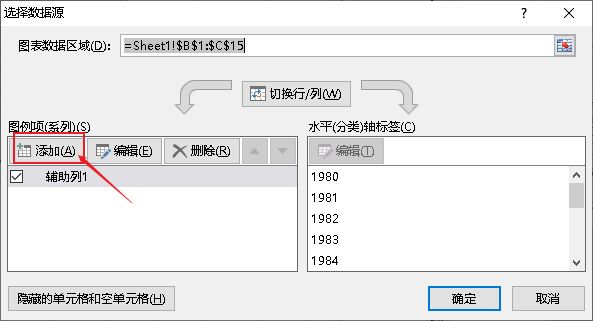 选择数据源
? ×
图表数据区域(D): =Sheet1!$B$1:$C$15
切换行/列(W)
图例项(系列)(S)
添加(A) 编辑(E) 删除(R)
辅助列1
水平(分类)轴标签(C)
编辑(T)
1980
1981
1982
1983
1984
隐藏的单元格和空单元格(H)
确定 取消